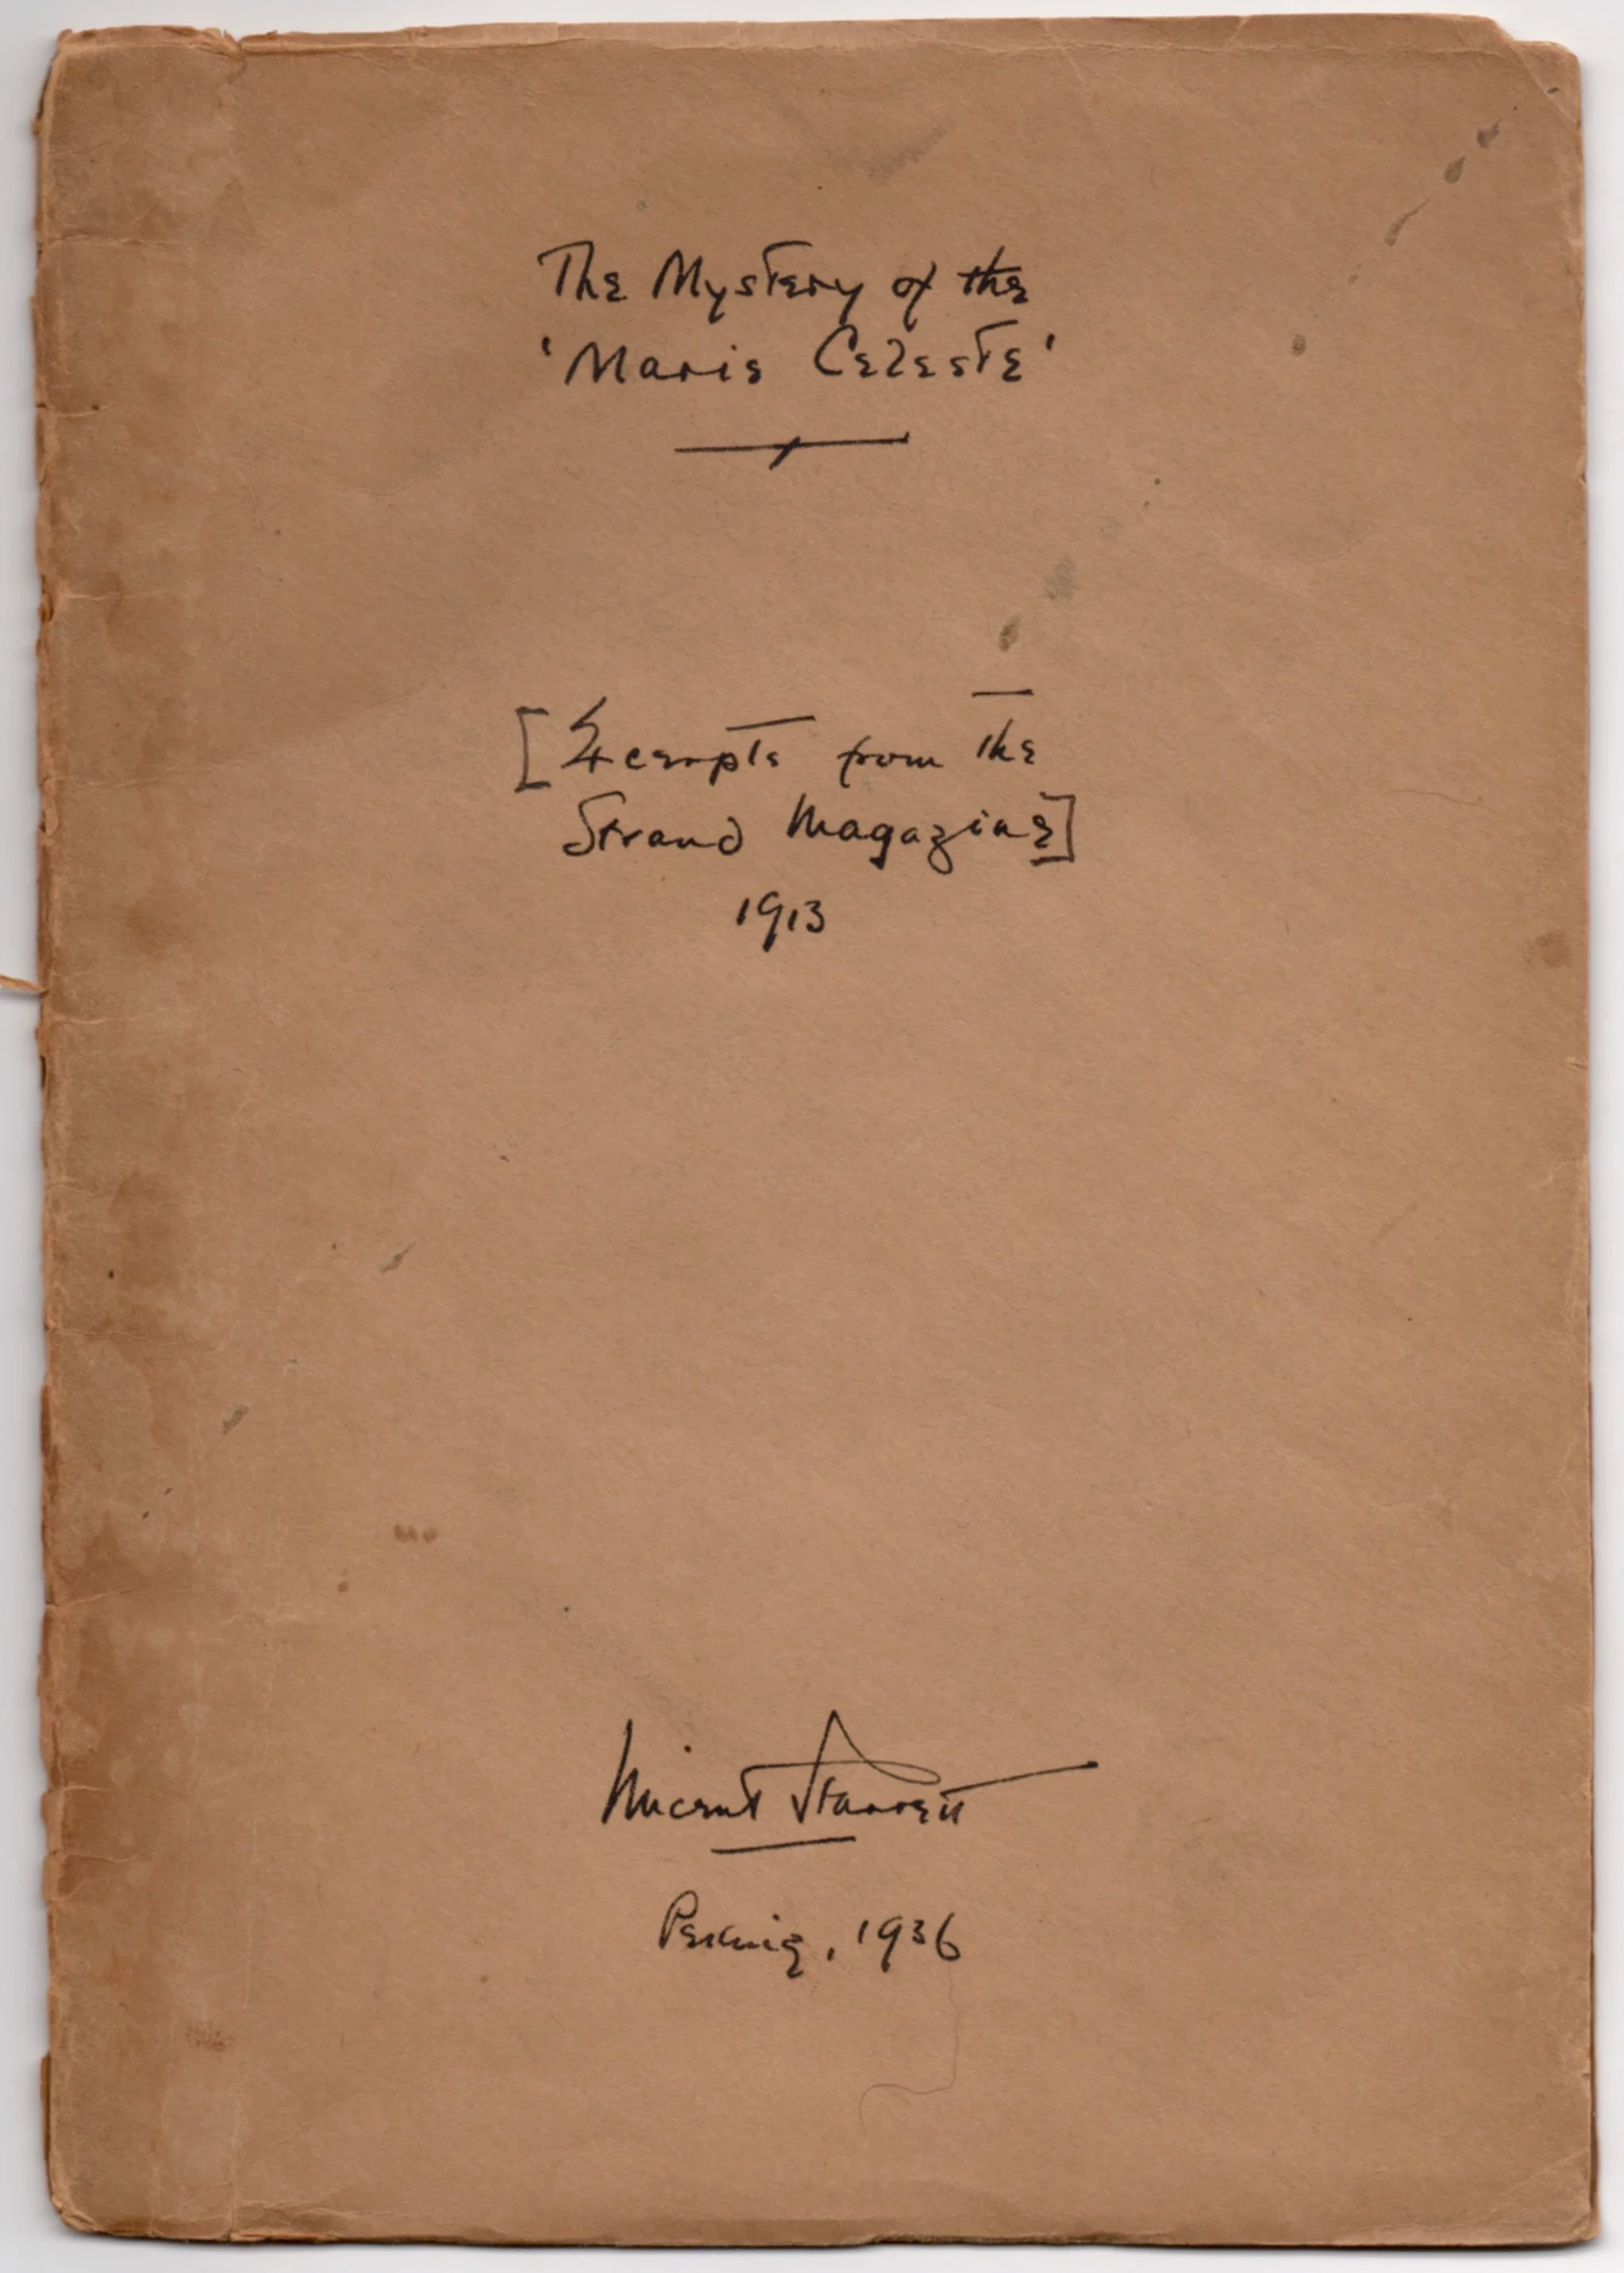 The Mystery of the
'Marie Celeste'
[Excerpts from the
Strand Magazine]
1913
Vincent Starrett
Peking, 1936